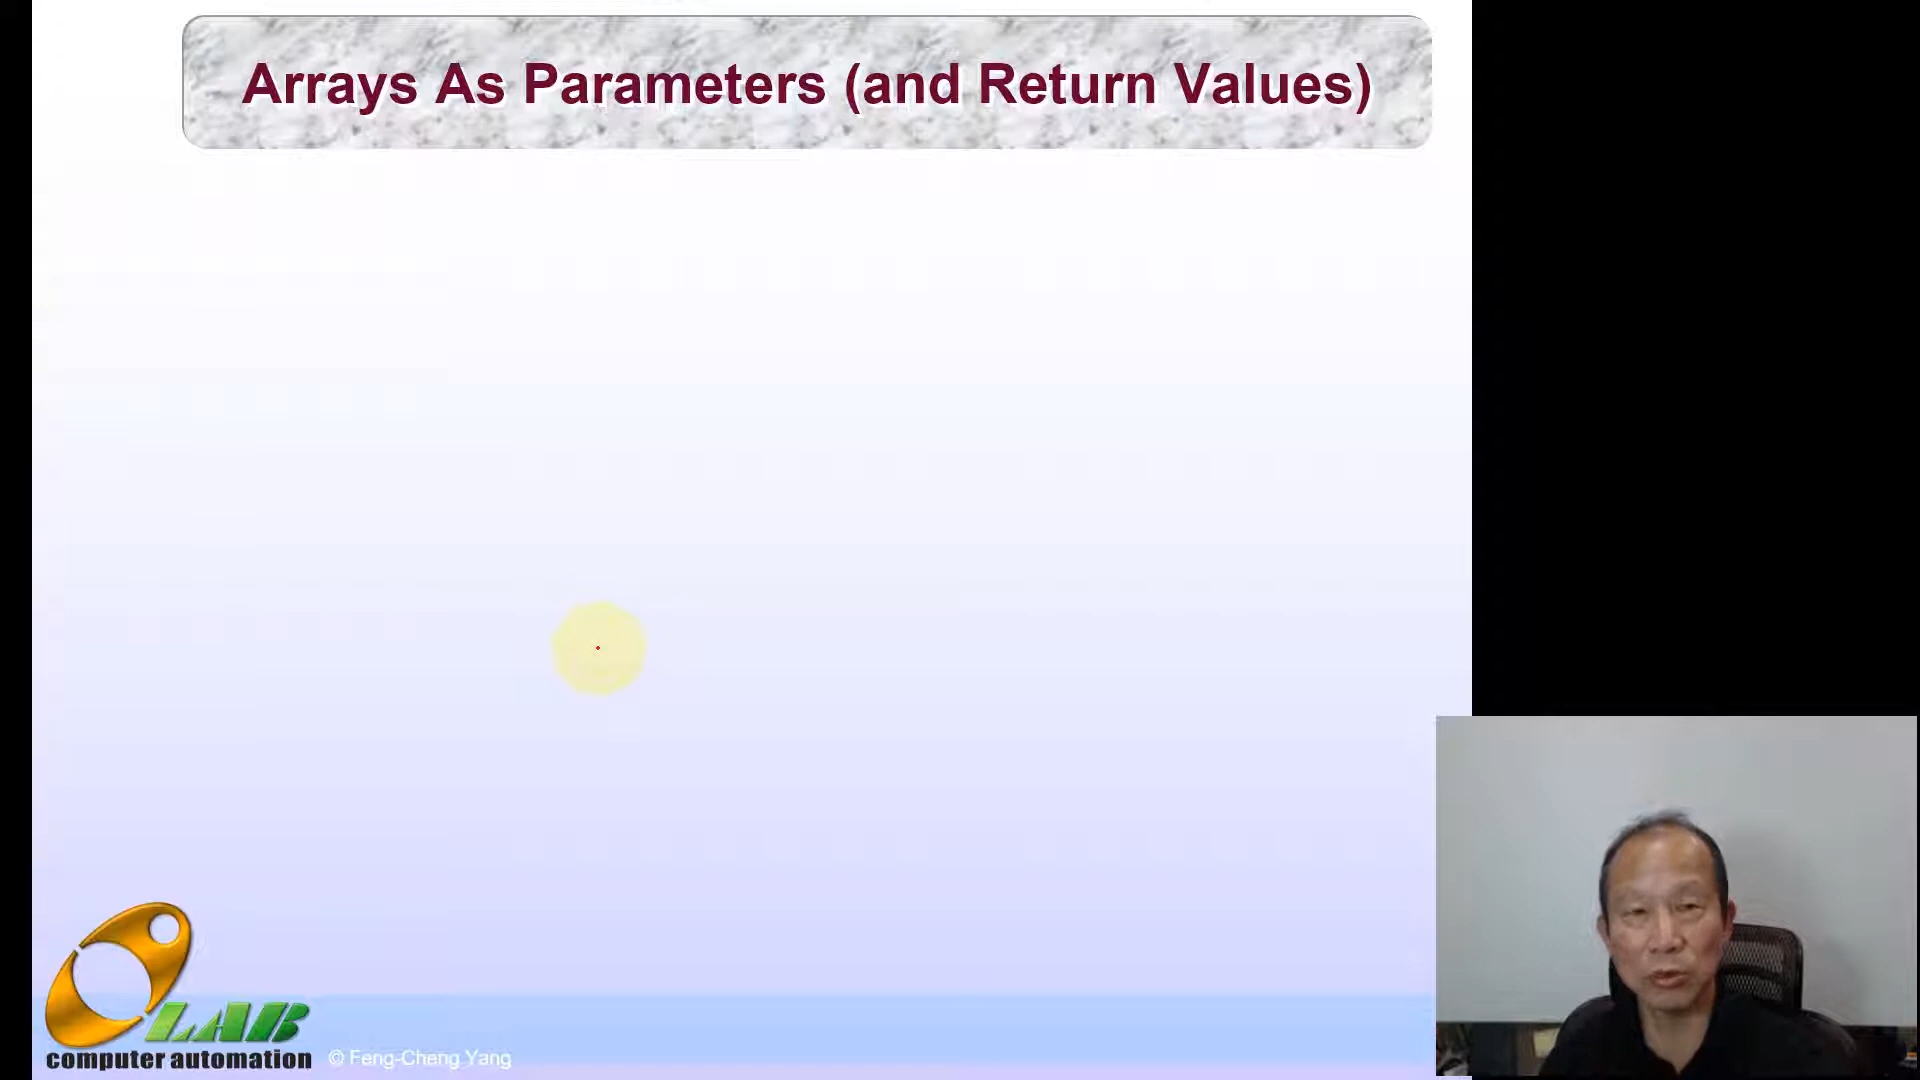 Arrays As Parameters (and Return Values)
LAB
computer automation
© Feng-Cheng Yang